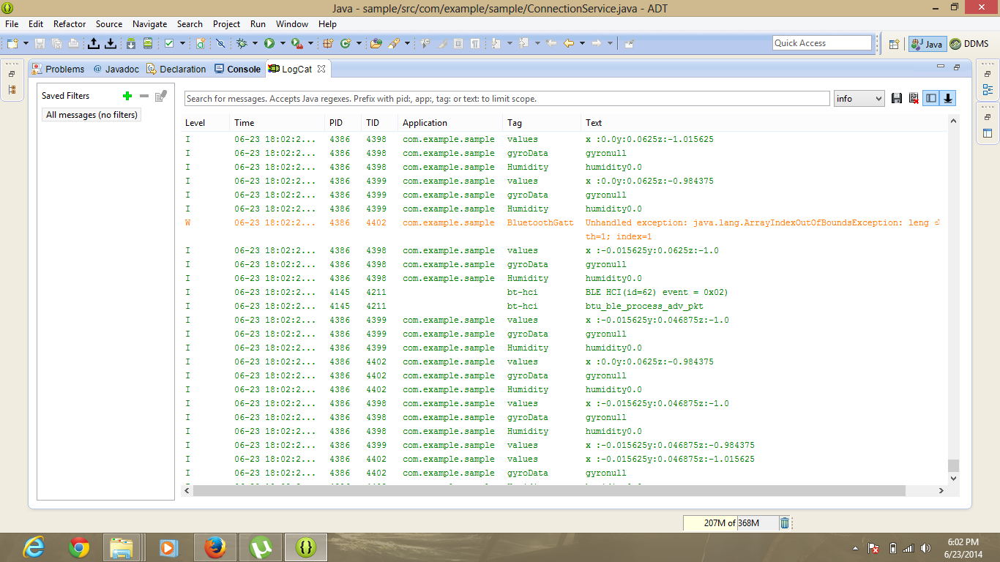 Java - sample/src/com/example/sample/ConnectionService.java - ADT
File Edit Refactor Source Navigate Search Project Run Window Help
Quick Access
Java
DDMS
Problems @ Javadoc Declaration Console LogCat
Saved Filters
All messages (no filters)
Search for messages. Accepts Java regexes. Prefix with pid:, app:, tag: or text: to limit scope.
info
Level Time PID TID Application Tag Text
I 06-23 18:02:2... 4386 4398 com.example.sample values x :0.0y:0.0625z:-1.015625
I 06-23 18:02:2... 4386 4398 com.example.sample gyroData gyronull
I 06-23 18:02:2... 4386 4398 com.example.sample Humidity humidity0.0
I 06-23 18:02:2... 4386 4399 com.example.sample values x :0.0y:0.0625z:-0.984375
I 06-23 18:02:2... 4386 4399 com.example.sample gyroData gyronull
I 06-23 18:02:2... 4386 4399 com.example.sample Humidity humidity0.0
W 06-23 18:02:2... 4386 4402 com.example.sample BluetoothGatt Unhandled exception: java.lang.ArrayIndexOutOfBoundsException: leng
th=1; index=1
I 06-23 18:02:2... 4386 4398 com.example.sample values x :-0.015625y:0.0625z:-1.0
I 06-23 18:02:2... 4386 4398 com.example.sample gyroData gyronull
I 06-23 18:02:2... 4386 4398 com.example.sample Humidity humidity0.0
I 06-23 18:02:2... 4145 4211 bt-hci BLE HCI(id=62) event = 0x02)
I 06-23 18:02:2... 4145 4211 bt-hci btu_ble_process_adv_pkt
I 06-23 18:02:2... 4386 4399 com.example.sample values x :-0.015625y:0.046875z:-1.0
I 06-23 18:02:2... 4386 4399 com.example.sample gyroData gyronull
I 06-23 18:02:2... 4386 4399 com.example.sample Humidity humidity0.0
I 06-23 18:02:2... 4386 4402 com.example.sample values x :0.0y:0.0625z:-0.984375
I 06-23 18:02:2... 4386 4402 com.example.sample gyroData gyronull
I 06-23 18:02:2... 4386 4402 com.example.sample Humidity humidity0.0
I 06-23 18:02:2... 4386 4398 com.example.sample values x :-0.015625y:0.046875z:-1.0
I 06-23 18:02:2... 4386 4398 com.example.sample gyroData gyronull
I 06-23 18:02:2... 4386 4398 com.example.sample Humidity humidity0.0
I 06-23 18:02:2... 4386 4399 com.example.sample values x :-0.015625y:0.046875z:-0.984375
I 06-23 18:02:2... 4386 4402 com.example.sample values x :-0.015625y:0.046875z:-1.015625
I 06-23 18:02:2... 4386 4402 com.example.sample gyroData gyronull
207M of 368M
6:02 PM
6/23/2014